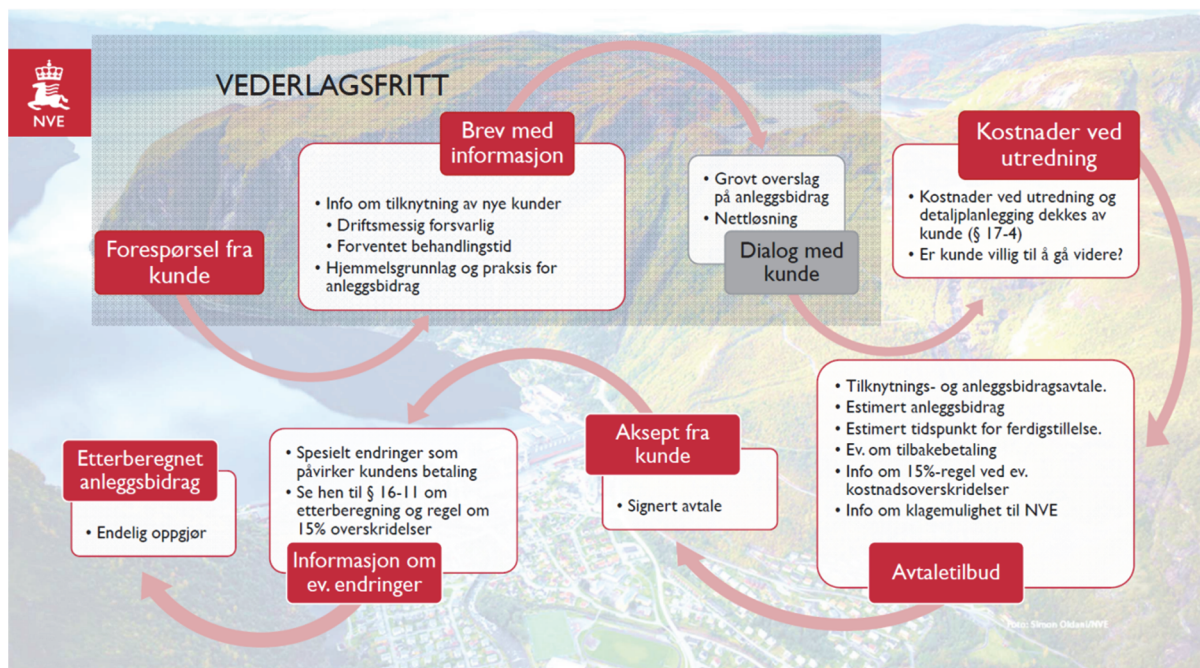 NVE
VEDERLAGSFRITT
Forespørsel fra
kunde
Brev med
informasjon
• Info om tilknytning av nye kunder
• Driftsmessig forsvarlig
• Forventet behandlingstid
• Hjemmelsgrunnlag og praksis for
anleggsbidrag
• Grovt overslag
på anleggsbidrag
• Nettløsning
Dialog med
kunde
Kostnader ved
utredning
• Kostnader ved utredning og
detaljplanlegging dekkes av
kunde (§ 17-4)
• Er kunde villig til å gå videre?
• Tilknytnings- og anleggsbidragsavtale.
• Estimert anleggsbidrag
• Estimert tidspunkt for ferdigstillelse.
• Ev. om tilbakebetaling
• Info om 15%-regel ved ev.
kostnadsoverskridelser
• Info om klagemulighet til NVE
Avtaletilbud
Aksept fra
kunde
• Signert avtale
• Spesielt endringer som
påvirker kundens betaling
• Se hen til § 16-11 om
etterberegning og regel om
15% overskridelser
Informasjon om
ev. endringer
Etterberegnet
anleggsbidrag
• Endelig oppgjør
Foto: Simon Oldani/NVE